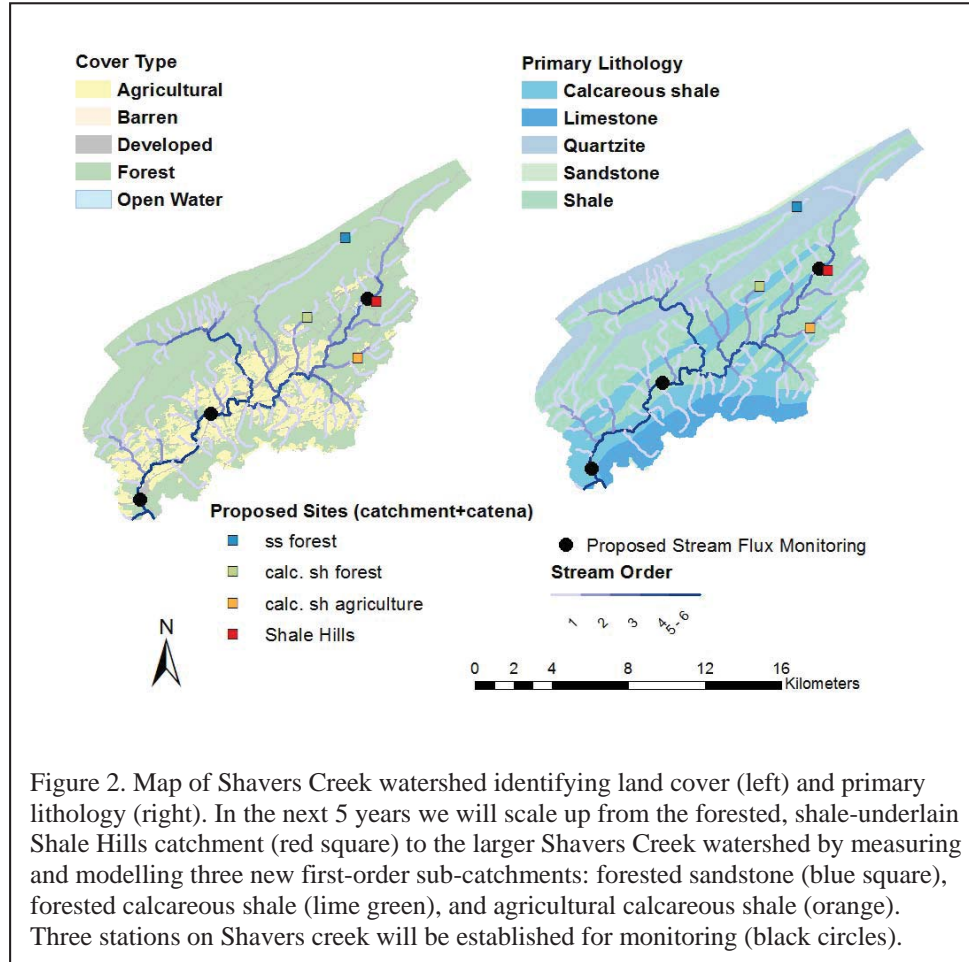 Cover Type
Agricultural
Barren
Developed
Forest
Open Water
Primary Lithology
Calcareous shale
Limestone
Quartzite
Sandstone
Shale
Proposed Sites (catchment+catena)
ss forest
calc. sh forest
calc. sh agriculture
Shale Hills
Proposed Stream Flux Monitoring
Stream Order
1 2 3 4 5 - 6
N
0 2 4 8 12 16
Kilometers
Figure 2. Map of Shavers Creek watershed identifying land cover (left) and primary
lithology (right). In the next 5 years we will scale up from the forested, shale-underlain
Shale Hills catchment (red square) to the larger Shavers Creek watershed by measuring
and modelling three new first-order sub-catchments: forested sandstone (blue square),
forested calcareous shale (lime green), and agricultural calcareous shale (orange).
Three stations on Shavers creek will be established for monitoring (black circles).